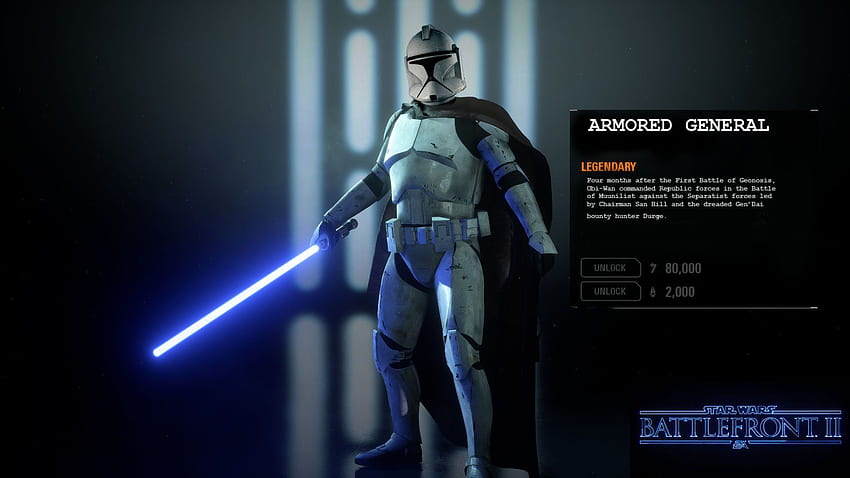 ARMORED GENERAL
LEGENDARY
Four months after the First Battle of Geonosis,
Obi-Wan commanded Republic forces in the Battle
of Muunilist against the Separatist forces led
by Chairman San Hill and the dreaded Gen'Dai
bounty hunter Durge.
UNLOCK 80,000
UNLOCK 2,000
STAR WARS
BATTLEFRONT II
EA